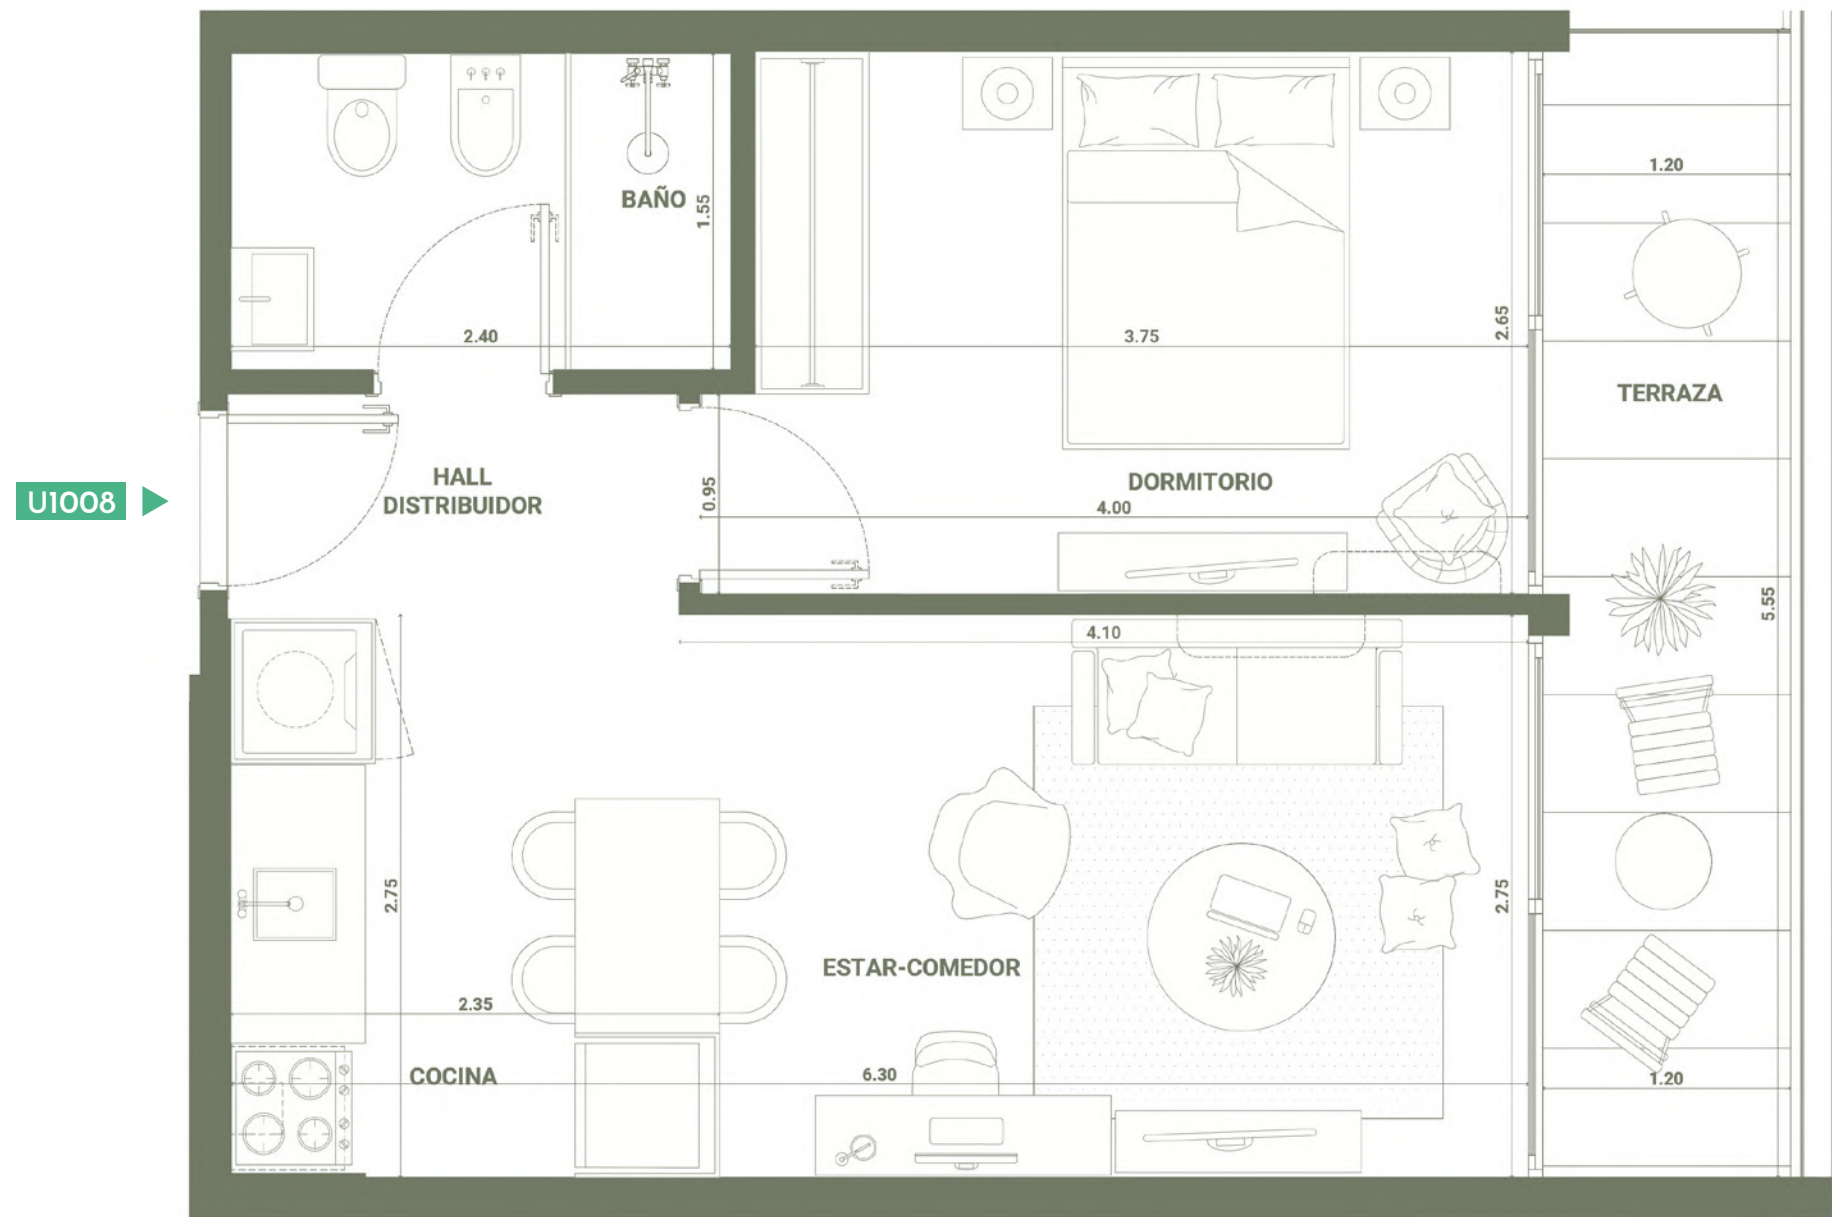 BAÑO
1.55
2.40
3.75
2.65
1.20
TERRAZA
HALL
DISTRIBUIDOR
U1008
0.95
DORMITORIO
4.00
5.55
4.10
2.75
2.75
ESTAR-COMEDOR
2.35
COCINA
6.30
1.20